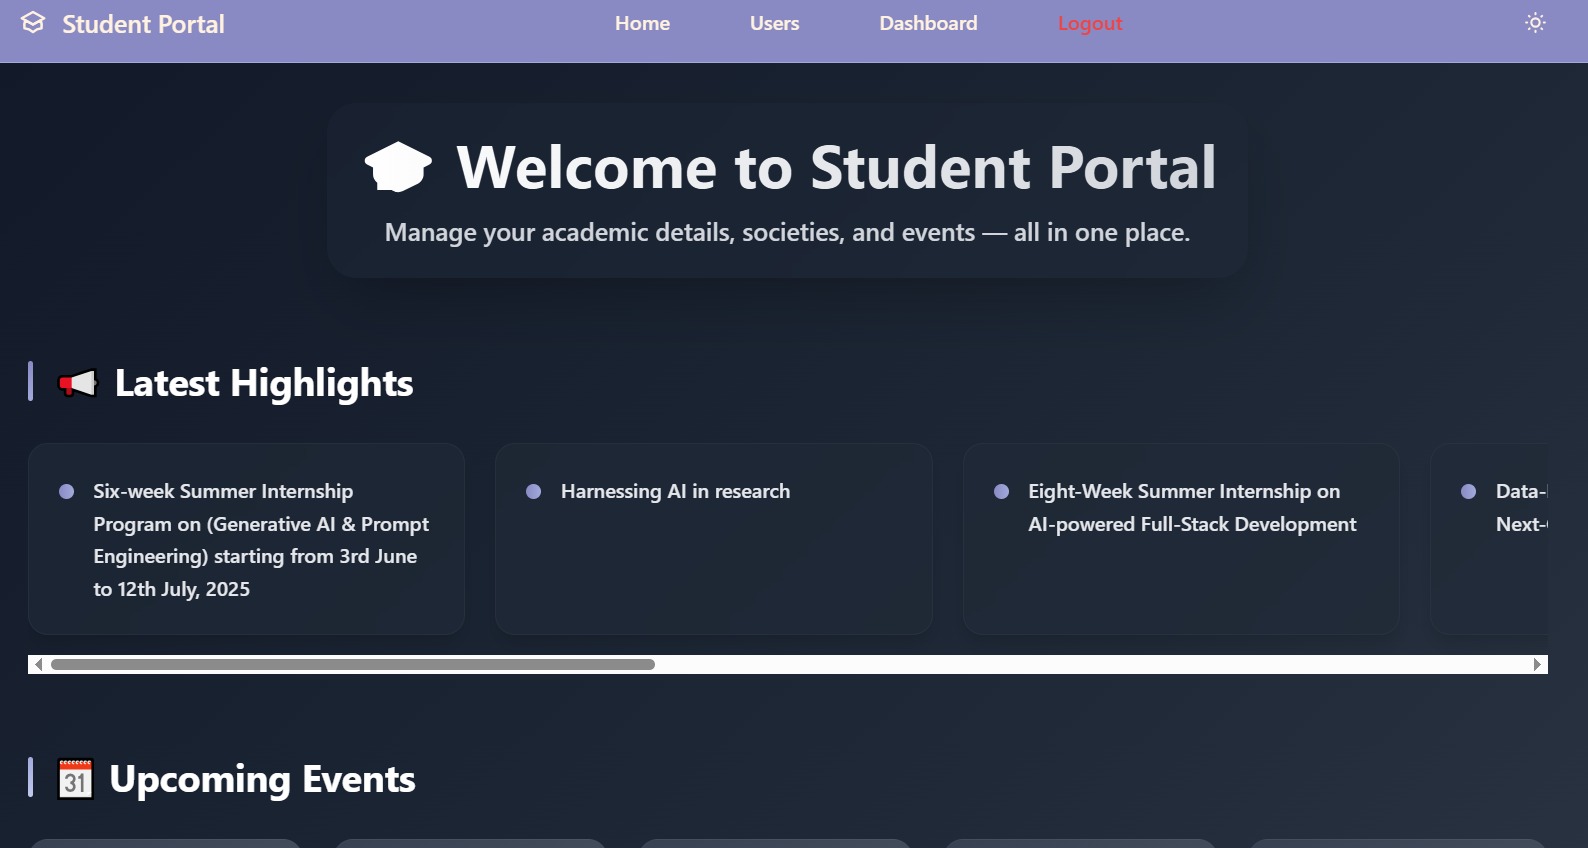 Student Portal
Home
Users
Dashboard
Logout
Welcome to Student Portal
Manage your academic details, societies, and events — all in one place.
Latest Highlights
Six-week Summer Internship
Program on (Generative AI & Prompt
Engineering) starting from 3rd June
to 12th July, 2025
Harnessing AI in research
Eight-Week Summer Internship on
AI-powered Full-Stack Development
Data-
Next-
31
Upcoming Events